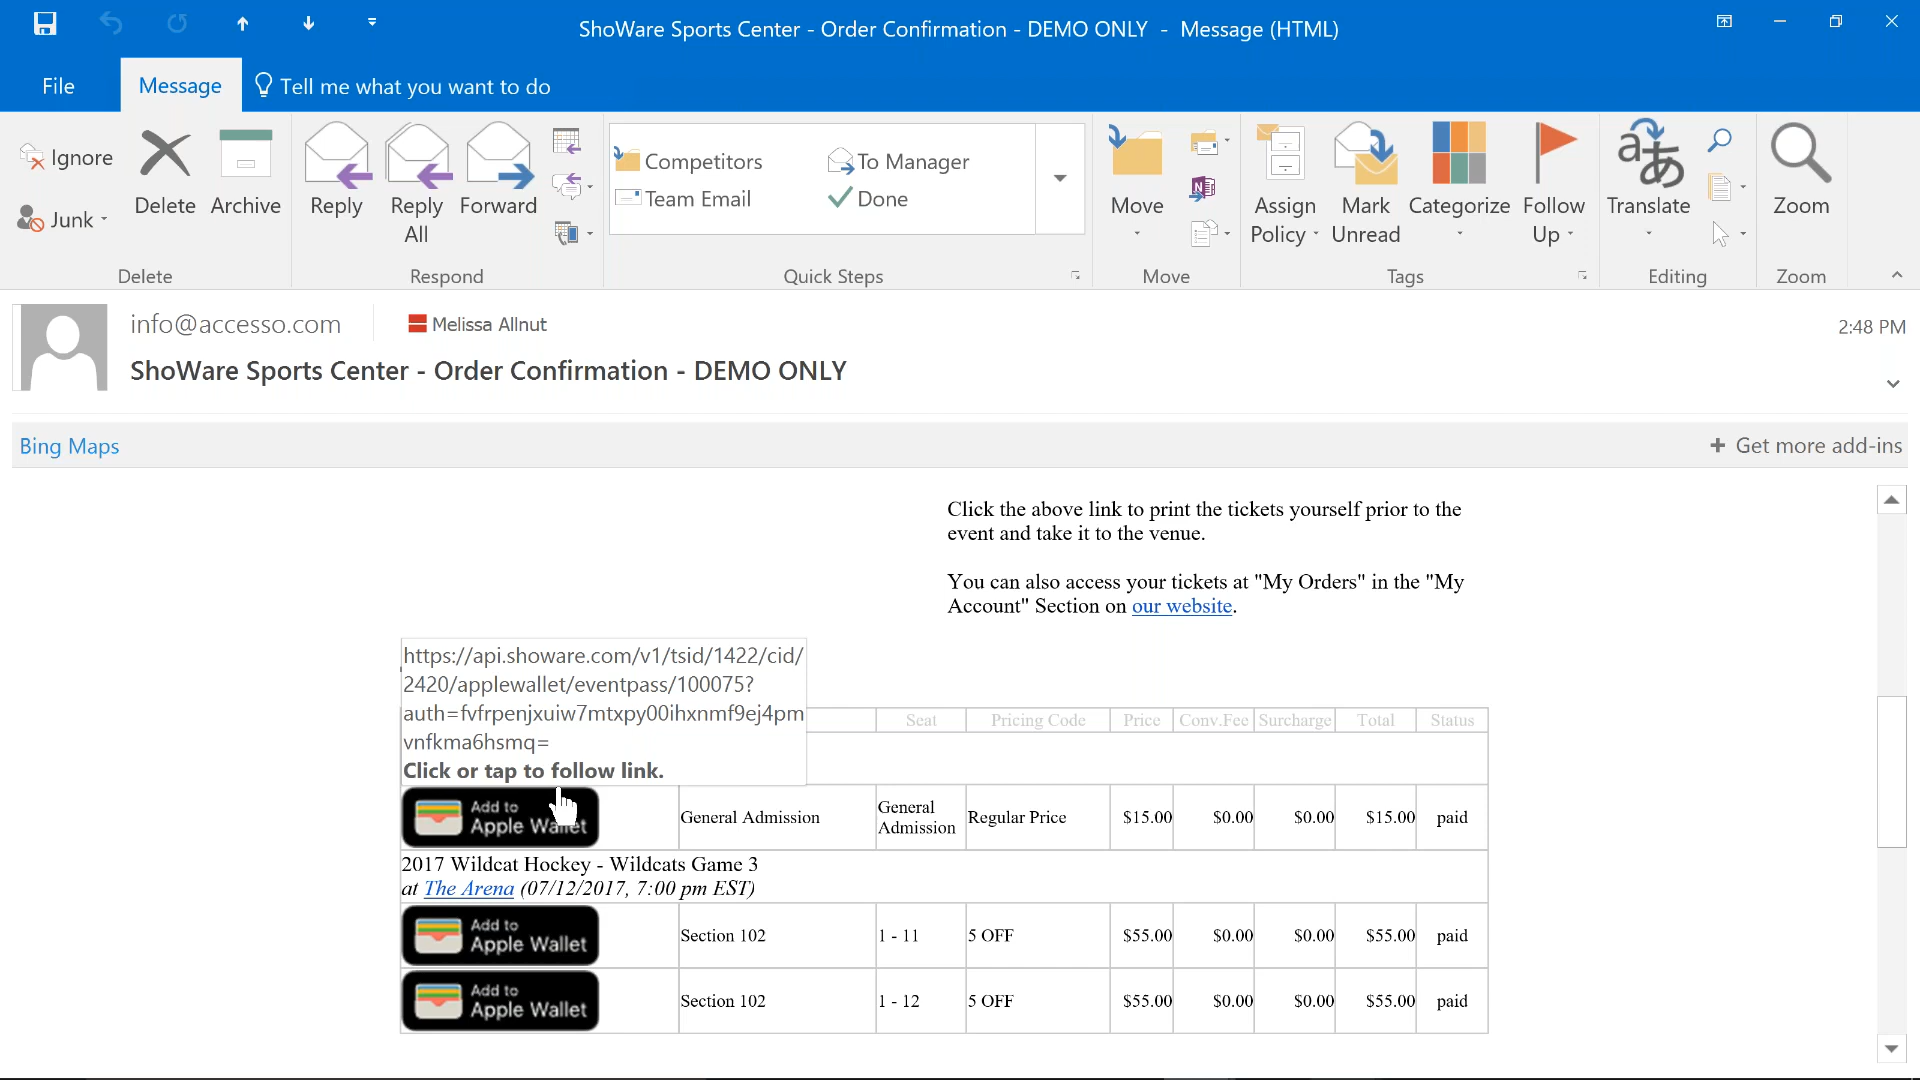 ShoWare Sports Center - Order Confirmation - DEMO ONLY - Message (HTML)
File
Message
Tell me what you want to do
Ignore
Junk
Delete
Archive
Delete
Reply
Reply
All
Forward
Respond
Competitors
To Manager
Team Email
Done
Quick Steps
Move
Move
Assign
Policy
Mark
Unread
Categorize
Follow
Up
Tags
Translate
Editing
Zoom
Zoom
info@accesso.com
Melissa Allnut
2:48 PM
ShoWare Sports Center - Order Confirmation - DEMO ONLY
Bing Maps
+ Get more add-ins
Click the above link to print the tickets yourself prior to the
event and take it to the venue.
You can also access your tickets at "My Orders" in the "My
Account" Section on our website.
https://api.showare.com/v1/tsid/1422/cid/
2420/applewallet/eventpass/100075?
auth=fvfrpenjxuiw7mtxpy00ihxnmf9ej4pm
vnfkma6hsmq=
Click or tap to follow link.
Seat Pricing Code Price Conv.Fee Surcharge Total Status
Add to
Apple Wallet
General Admission
General
Admission
Regular Price $15.00 $0.00 $0.00 $15.00 paid
2017 Wildcat Hockey - Wildcats Game 3
at The Arena (07/12/2017, 7:00 pm EST)
Add to
Apple Wallet
Section 102 1 - 11 5 OFF $55.00 $0.00 $0.00 $55.00 paid
Add to
Apple Wallet
Section 102 1 - 12 5 OFF $55.00 $0.00 $0.00 $55.00 paid